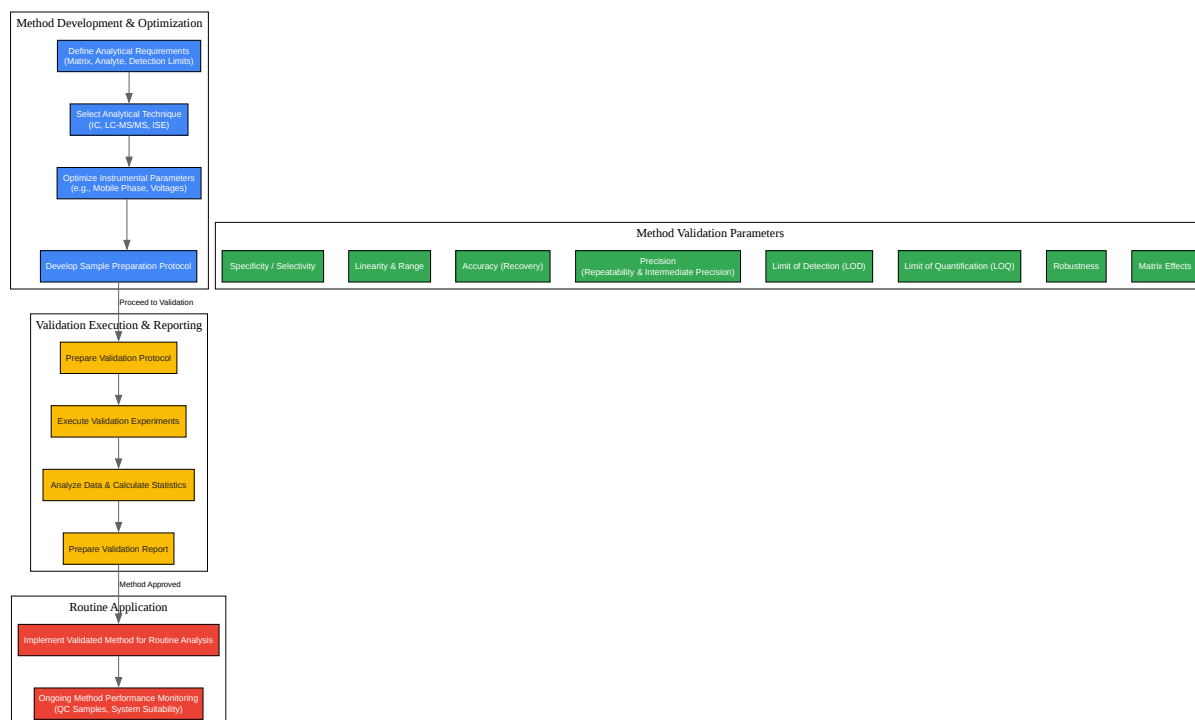 Method Development & Optimization
Define Analytical Requirements
(Matrix, Analyte, Detection Limits)
Select Analytical Technique
(IC, LC-MS/MS, ISE)
Optimize Instrumental Parameters
(e.g., Mobile Phase, Voltages)
Develop Sample Preparation Protocol
Method Validation Parameters
Specificity / Selectivity
Linearity & Range
Accuracy (Recovery)
Precision
(Repeatability & Intermediate Precision)
Limit of Detection (LOD)
Limit of Quantification (LOQ)
Robustness
Matrix Effects
Proceed to Validation
Validation Execution & Reporting
Prepare Validation Protocol
Execute Validation Experiments
Analyze Data & Calculate Statistics
Prepare Validation Report
Method Approved
Routine Application
Implement Validated Method for Routine Analysis
Ongoing Method Performance Monitoring
(QC Samples, System Suitability)